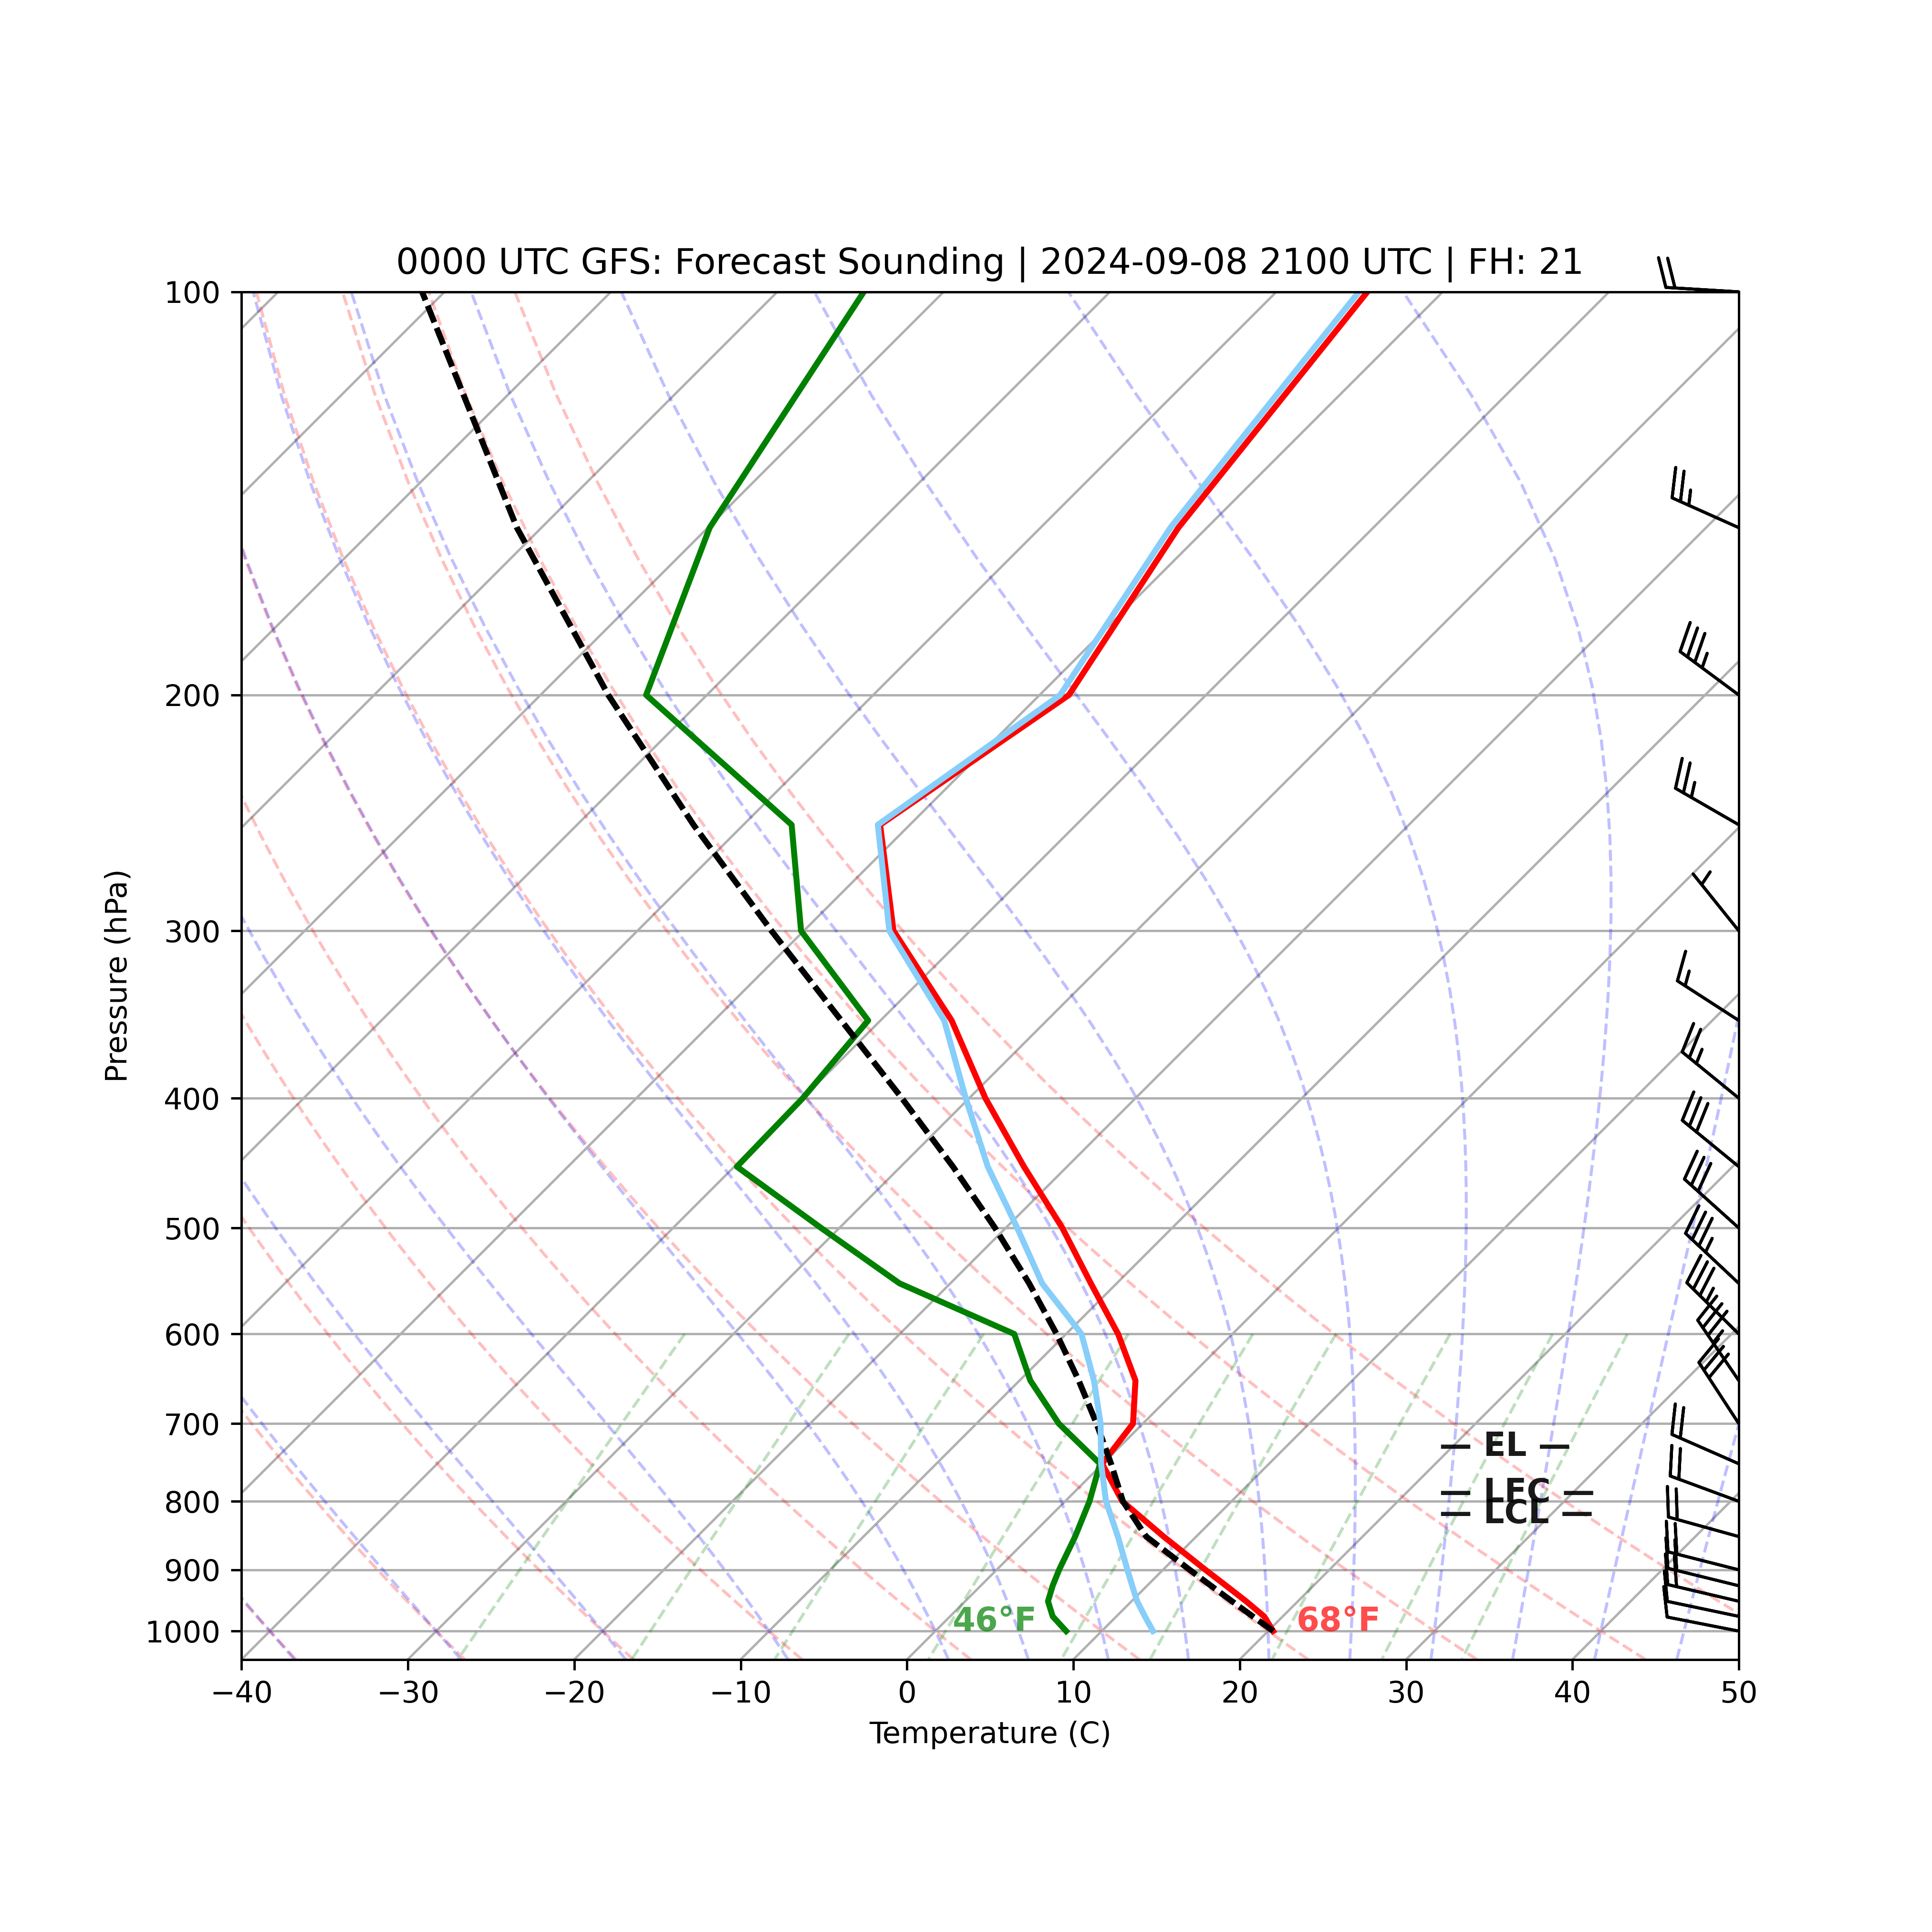 0000 UTC GFS: Forecast Sounding | 2024-09-08 2100 UTC | FH: 21
100
200
300
400
500
600
700
800
900
1000
Pressure (hPa)
— EL —
— LFC —
— LCL —
46°F
68°F
−40 −30 −20 −10 0 10 20 30 40 50
Temperature (C)